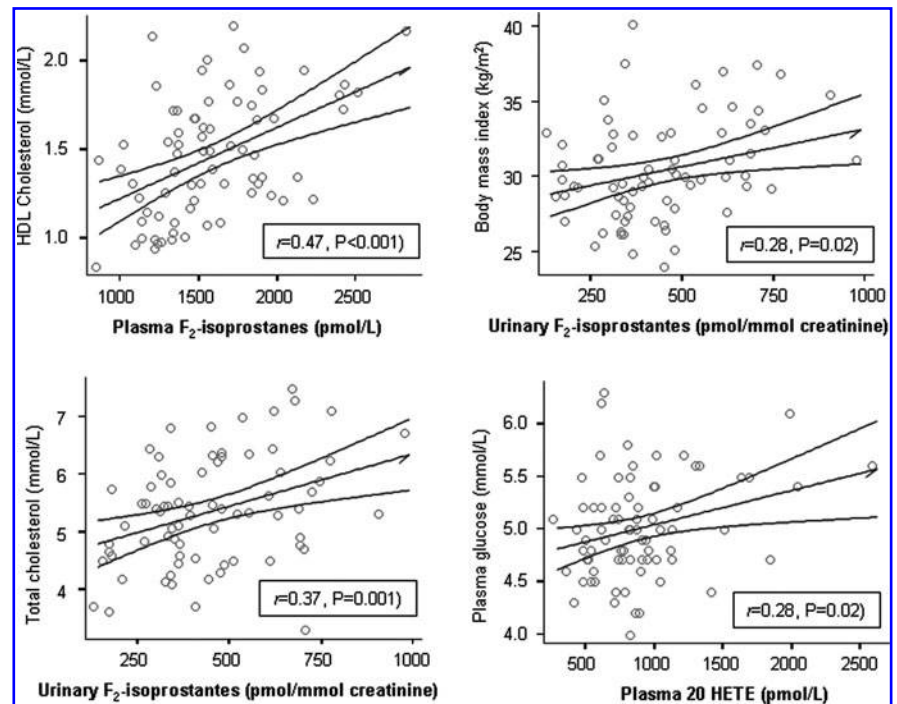 HDL Cholesterol (mmol/L)
2.0
1.5
1.0
r=0.47, P<0.001)
1000 1500 2000 2500
Plasma F₂-isoprostanes (pmol/L)
Body mass index (kg/m²)
40
35
30
25
r=0.28, P=0.02)
250 500 750 1000
Urinary F₂-isoprostantes (pmol/mmol creatinine)
Total cholesterol (mmol/L)
7
6
5
4
r=0.37, P=0.001)
250 500 750 1000
Urinary F₂-isoprostantes (pmol/mmol creatinine)
Plasma glucose (mmol/L)
6.0
5.5
5.0
4.5
4.0
r=0.28, P=0.02)
500 1000 1500 2000 2500
Plasma 20 HETE (pmol/L)